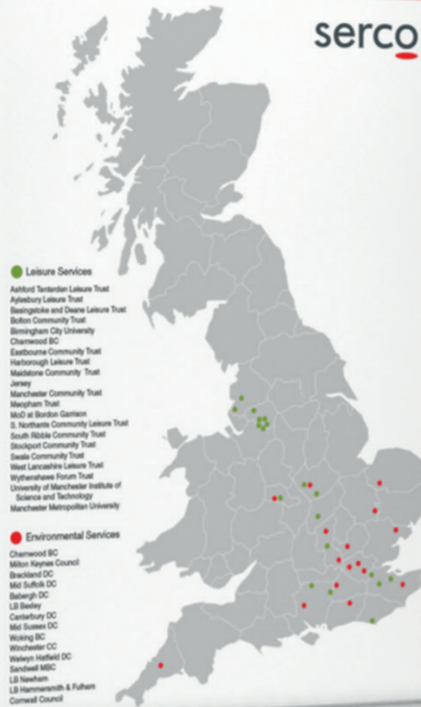 serco
Leisure Services
Ashford Tenterden Leisure Trust
Aylesbury Leisure Trust
Basingstoke and Deane Leisure Trust
Bolton Community Trust
Birmingham City University
Charnwood BC
Eastbourne Community Trust
Harborough Leisure Trust
Maidstone Community Trust
Jersey
Manchester Community Trust
Meopham Trust
MoD at Bordon Garrison
S. Northants Community Leisure Trust
South Ribble Community Trust
Stockport Community Trust
Swale Community Trust
West Lancashire Leisure Trust
Wythenshawe Forum Trust
University of Manchester Institute of
Science and Technology
Manchester Metropolitan University
Environmental Services
Charnwood BC
Milton Keynes Council
Breckland DC
Mid Suffolk DC
Babergh DC
LB Bexley
Canterbury DC
Mid Sussex DC
Woking BC
Winchester CC
Welwyn Hatfield DC
Sandwell MBC
LB Newham
LB Hammersmith & Fulham
Cornwall Council